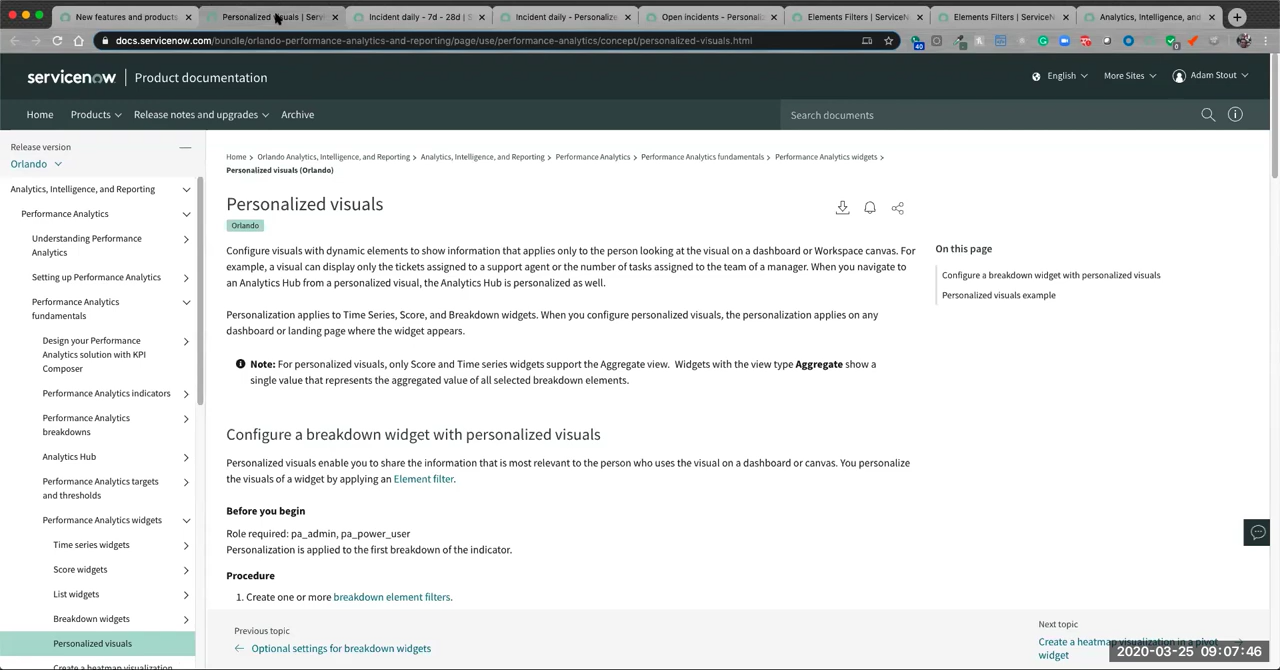 New features and products
Personalized Visuals | Serv
Incident daily - 7d - 28d | S
Incident daily - Personalize
Open incidents - Personaliz
Elements Filters | ServiceN
Elements Filters | ServiceN
Analytics, Intelligence, and
docs.servicenow.com/bundle/orlando-performance-analytics-and-reporting/page/use/performance-analytics/concept/personalized-visuals.html
servicenow
Product documentation
English
More Sites
Adam Stout
Home
Products
Release notes and upgrades
Archive
Search documents
Release version
Orlando
Analytics, Intelligence, and Reporting
Performance Analytics
Understanding Performance
Analytics
Setting up Performance Analytics
Performance Analytics
fundamentals
Design your Performance
Analytics solution with KPI
Composer
Performance Analytics indicators
Performance Analytics
breakdowns
Analytics Hub
Performance Analytics targets
and thresholds
Performance Analytics widgets
Time series widgets
Score widgets
List widgets
Breakdown widgets
Personalized visuals
Create a heatmap visualization
Home > Orlando Analytics, Intelligence, and Reporting > Analytics, Intelligence, and Reporting > Performance Analytics > Performance Analytics fundamentals > Performance Analytics widgets >
Personalized visuals (Orlando)
Personalized visuals
Orlando
Configure visuals with dynamic elements to show information that applies only to the person looking at the visual on a dashboard or Workspace canvas. For
example, a visual can display only the tickets assigned to a support agent or the number of tasks assigned to the team of a manager. When you navigate to
an Analytics Hub from a personalized visual, the Analytics Hub is personalized as well.
Personalization applies to Time Series, Score, and Breakdown widgets. When you configure personalized visuals, the personalization applies on any
dashboard or landing page where the widget appears.
Note: For personalized visuals, only Score and Time series widgets support the Aggregate view. Widgets with the view type Aggregate show a
single value that represents the aggregated value of all selected breakdown elements.
Configure a breakdown widget with personalized visuals
Personalized visuals enable you to share the information that is most relevant to the person who uses the visual on a dashboard or canvas. You personalize
the visuals of a widget by applying an Element filter.
Before you begin
Role required: pa_admin, pa_power_user
Personalization is applied to the first breakdown of the indicator.
Procedure
1. Create one or more breakdown element filters.
Previous topic
← Optional settings for breakdown widgets
Next topic
Create a heatmap visualization in a pivot
widget
On this page
Configure a breakdown widget with personalized visuals
Personalized visuals example
2020-03-25 09:07:46